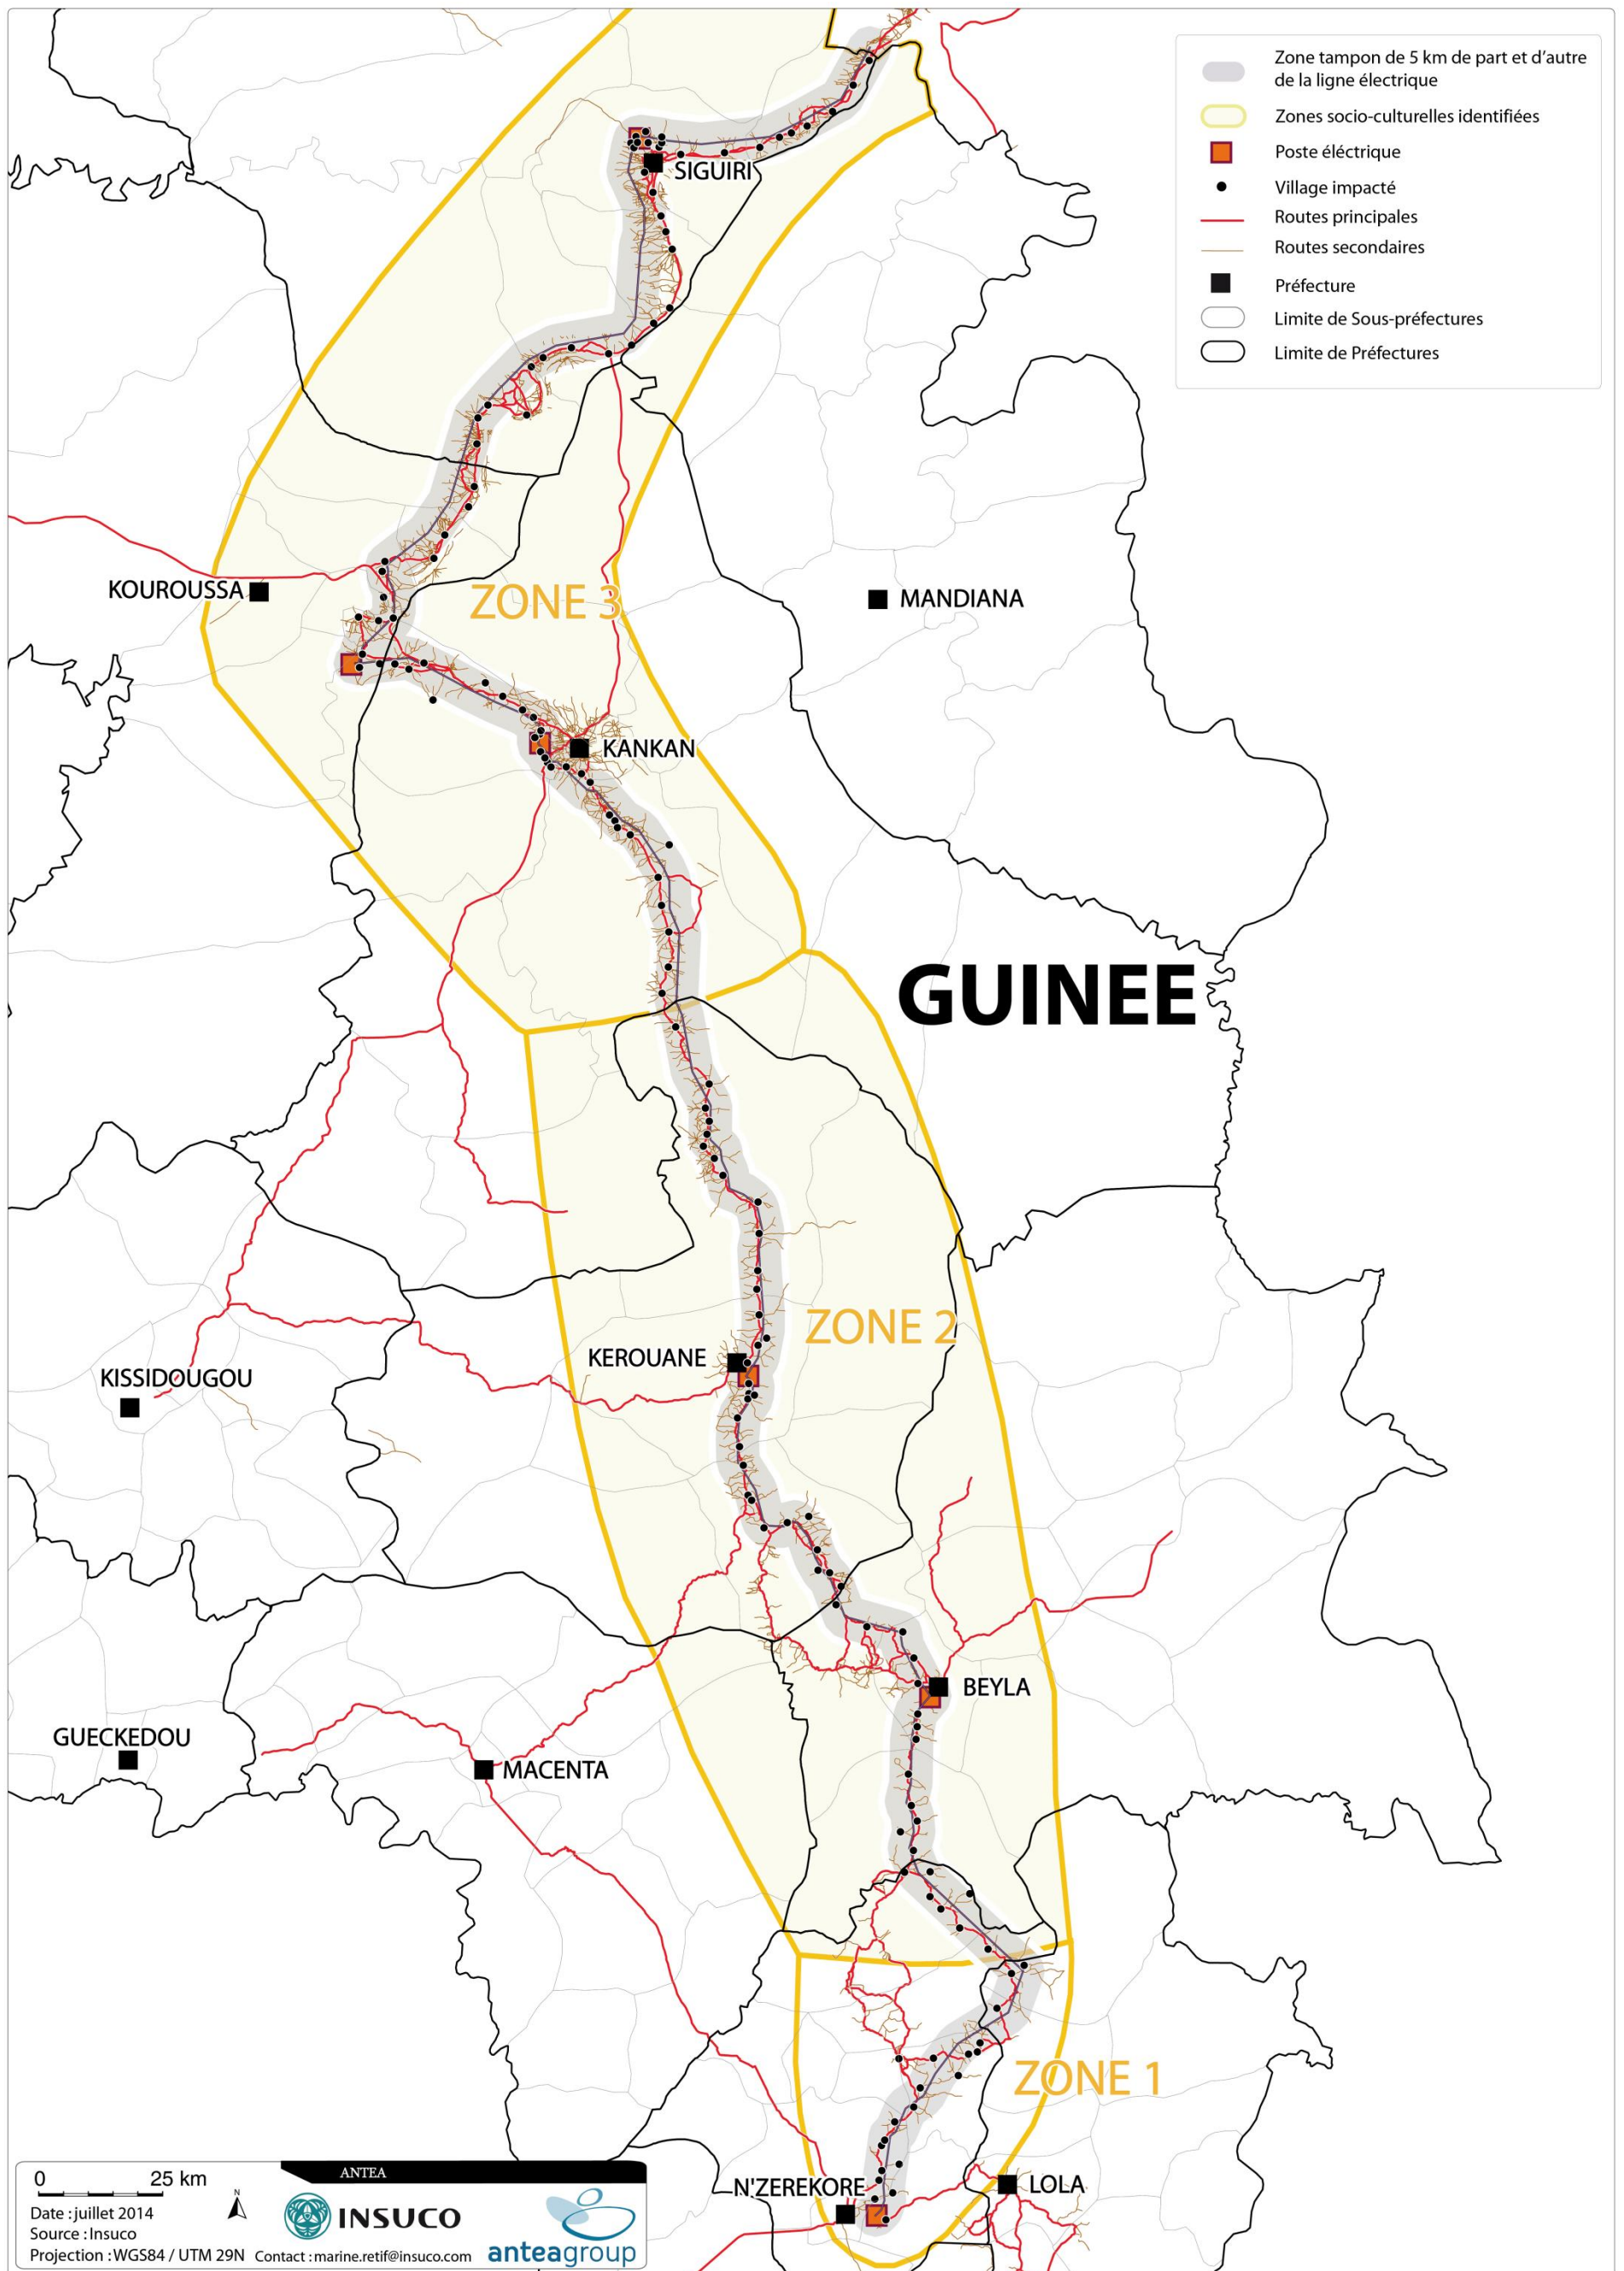 Zone tampon de 5 km de part et d'autre
de la ligne électrique
Zones socio-culturelles identifiées
Poste éléctrique
Village impacté
Routes principales
Routes secondaires
Préfecture
Limite de Sous-préfectures
Limite de Préfectures
SIGUIRI
KOUROUSSA
ZONE 3
MANDIANA
KANKAN
GUINEE
ZONE 2
KEROUANE
KISSIDOUGOU
BEYLA
GUECKEDOU
MACENTA
ZONE 1
N'ZEREKORE
LOLA
0 25 km
N
Date : juillet 2014
Source : Insuco
Projection : WGS84 / UTM 29N Contact : marine.retif@insuco.com
ANTEA
INSUCO
anteagroup